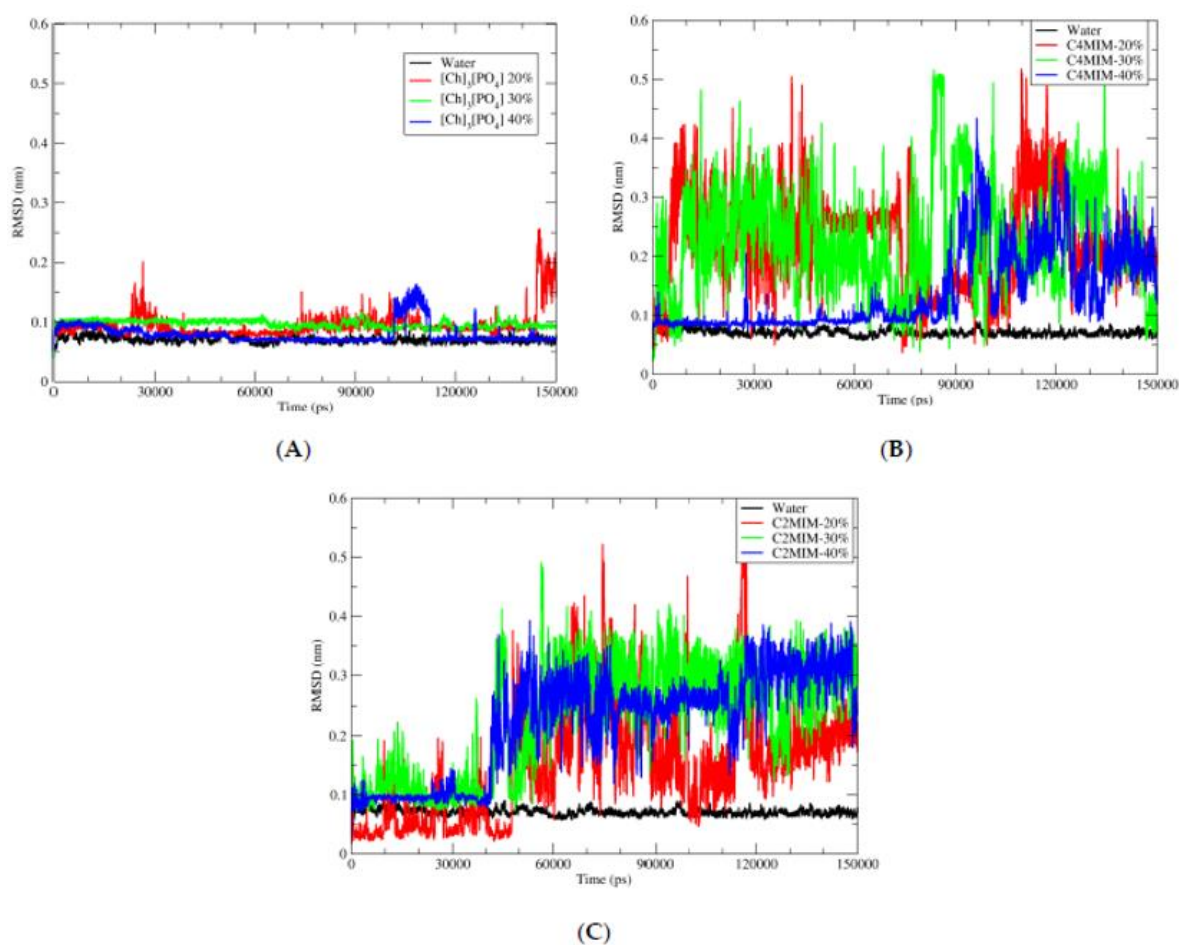 0.6
0.5
0.4
0.3
0.2
0.1
0
RMSD (nm)
Water
[Ch]3[PO4] 20%
[Ch]3[PO4] 30%
[Ch]3[PO4] 40%
0 30000 60000 90000 120000 150000
Time (ps)
(A)
0.6
0.5
0.4
0.3
0.2
0.1
0
RMSD (nm)
Water
C4MIM-20%
C4MIM-30%
C4MIM-40%
0 30000 60000 90000 120000 150000
Time (ps)
(B)
0.6
0.5
0.4
0.3
0.2
0.1
0
RMSD (nm)
Water
C2MIM-20%
C2MIM-30%
C2MIM-40%
0 30000 60000 90000 120000 150000
Time (ps)
(C)